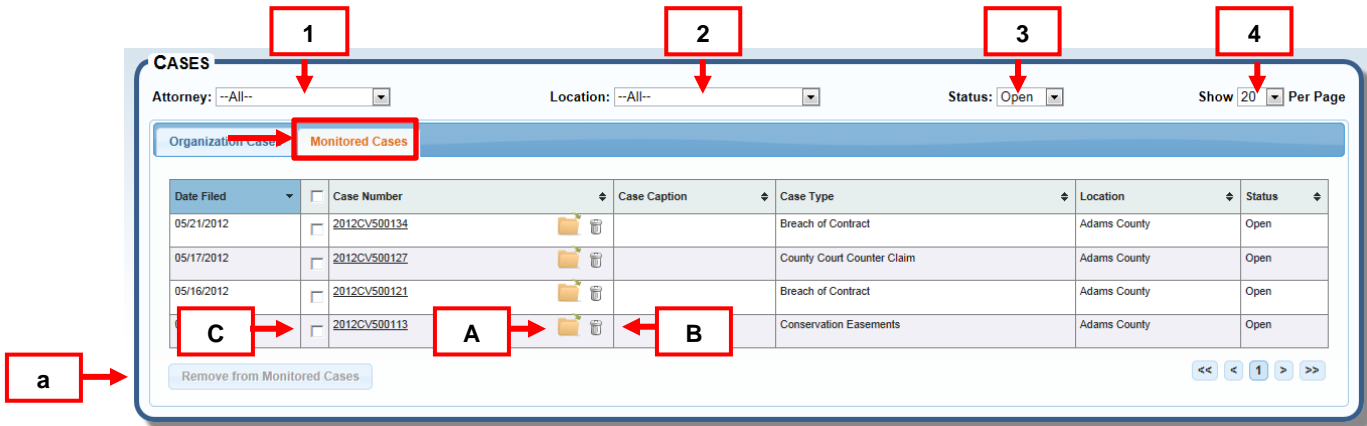 1 2 3 4
CASES
Attorney: --All-- Location: --All-- Status: Open Show 20 Per Page
Organization Cases Monitored Cases
Date Filed Case Number Case Caption Case Type Location Status
05/21/2012 2012CV500134 Breach of Contract Adams County Open
05/17/2012 2012CV500127 County Court Counter Claim Adams County Open
05/16/2012 2012CV500121 Breach of Contract Adams County Open
C 2012CV500113 A B Conservation Easements Adams County Open
a Remove from Monitored Cases << < 1 > >>